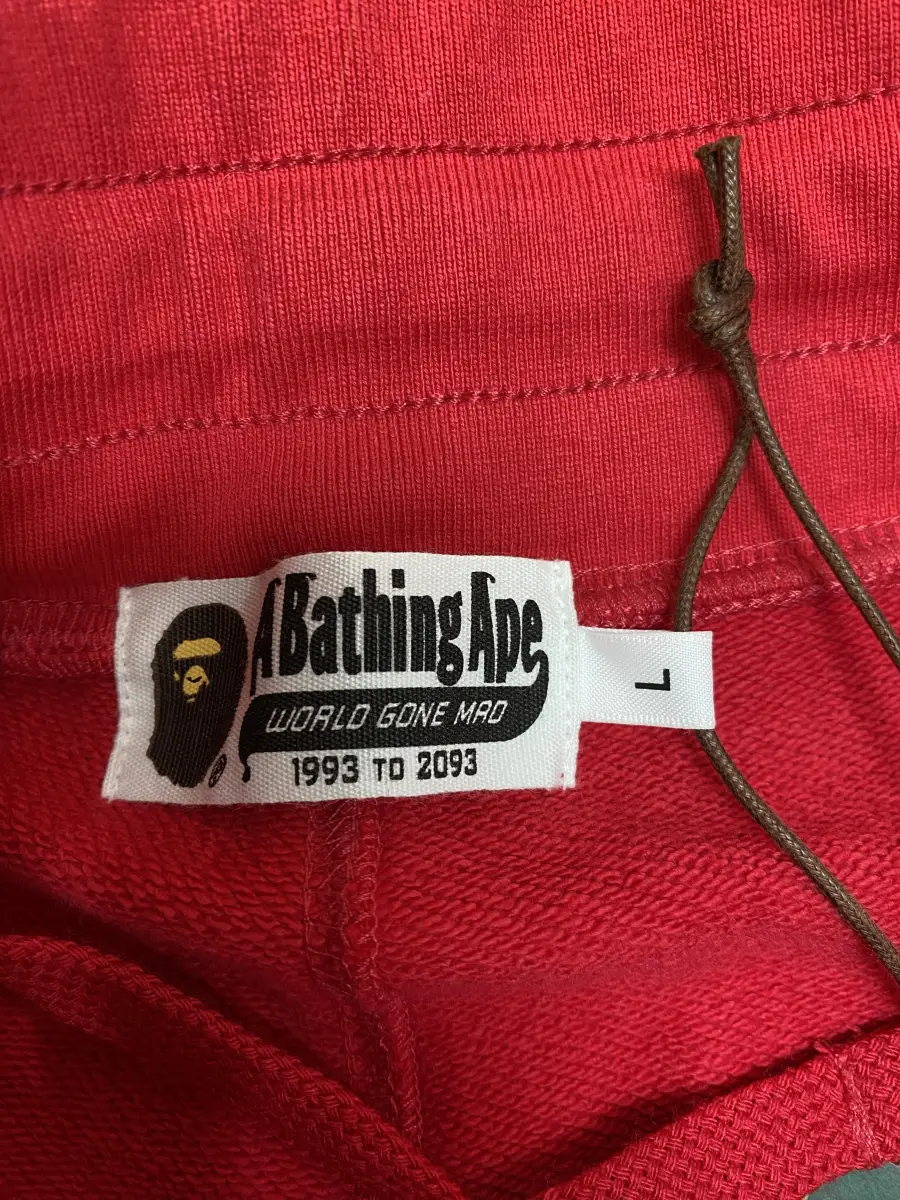 A Bathing Ape
WORLD GONE MAD
1993 TO 2093
®
L